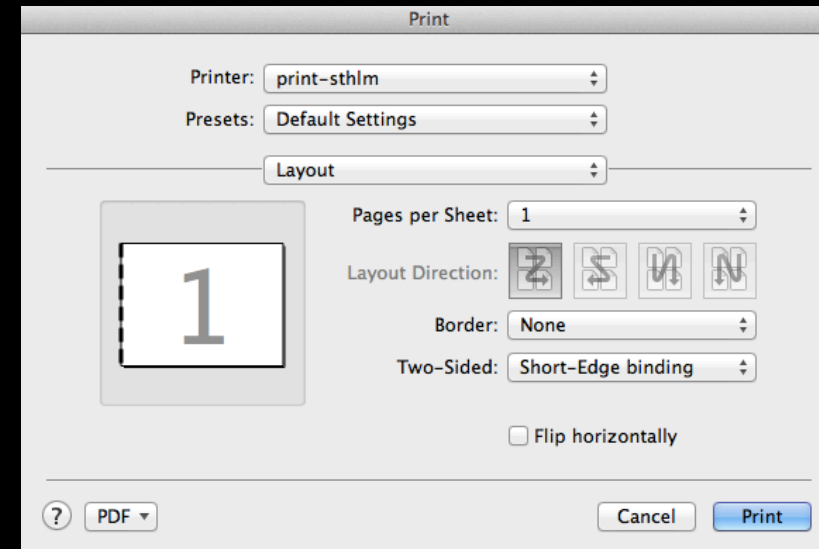 Print
Printer: print-sthlm
Presets: Default Settings
Layout
Pages per Sheet: 1
1
Layout Direction:
Border: None
Two-Sided: Short-Edge binding
Flip horizontally
? PDF Cancel Print